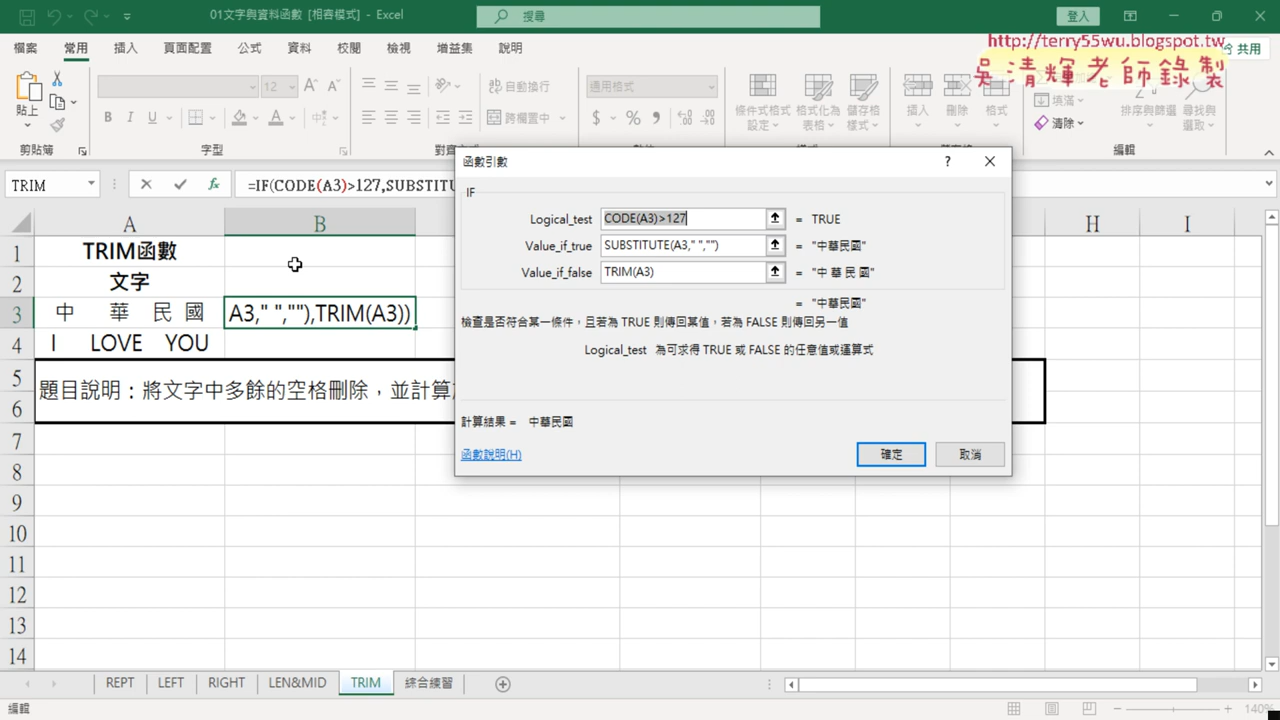 01文字與資料函數 [相容模式] - Excel
搜尋
登入
http://terry55wu.blogspot.tw
吳清輝老師錄製
檔案 常用 插入 頁面配置 公式 資料 校閱 檢視 增益集 說明 共用
貼上
12
自動換行
跨欄置中
通用格式
條件式格式設定
格式化為表格
儲存格樣式
插入 刪除 格式
填滿
清除
排序與篩選
尋找與選取
剪貼簿 字型 編輯
TRIM
=IF(CODE(A3)>127,SUBSTITU
A B H I
1 TRIM函數
2 文字
3 中 華 民 國 A3," ",""),TRIM(A3))
4 I LOVE YOU
5 題目說明：將文字中多餘的空格刪除，並計算
6
7
8
9
10
11
12
13
14
函數引數
IF
Logical_test CODE(A3)>127 = TRUE
Value_if_true SUBSTITUTE(A3," ","") = "中華民國"
Value_if_false TRIM(A3) = "中 華 民 國"
= "中華民國"
檢查是否符合某一條件，且若為 TRUE 則傳回某值，若為 FALSE 則傳回另一值
Logical_test 為可求得 TRUE 或 FALSE 的任意值或運算式
計算結果 = 中華民國
函數說明(H)
確定 取消
REPT LEFT RIGHT LEN&MID TRIM 綜合練習
編輯
140%